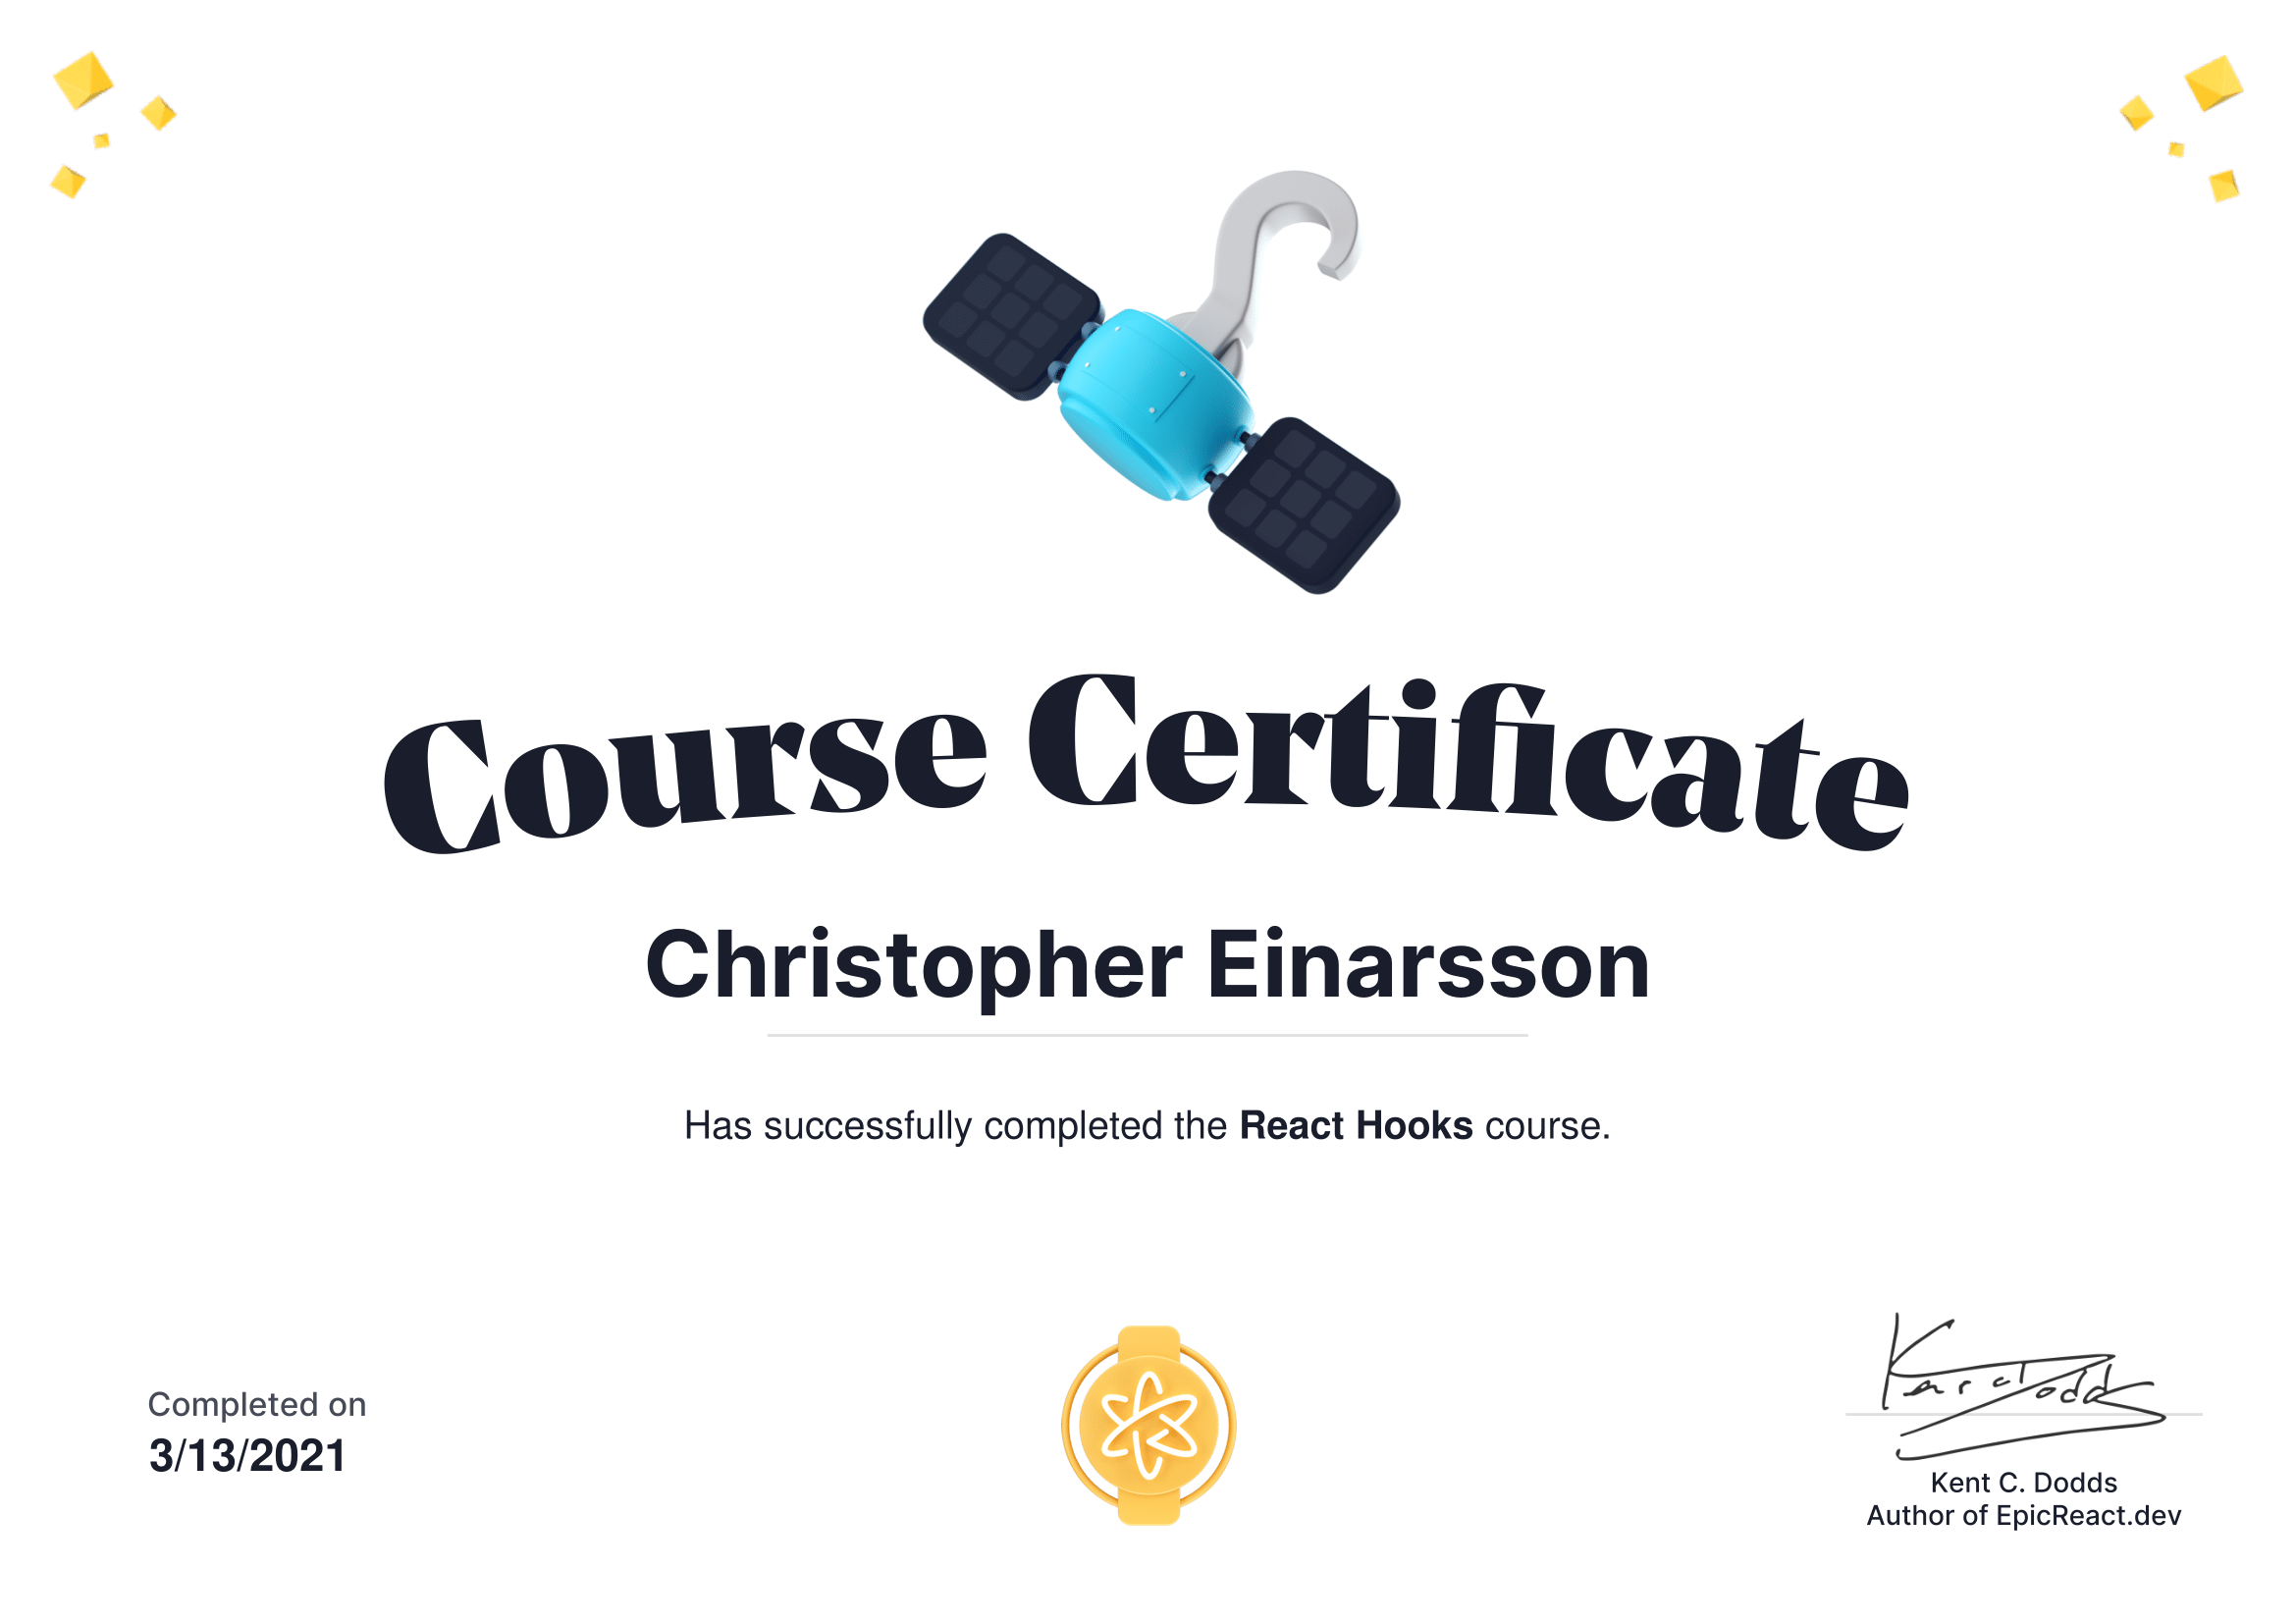 Course Certificate
Christopher Einarsson
Has successfully completed the React Hooks course.
Completed on
3/13/2021
Kent C. Dodds
Kent C. Dodds
Author of EpicReact.dev